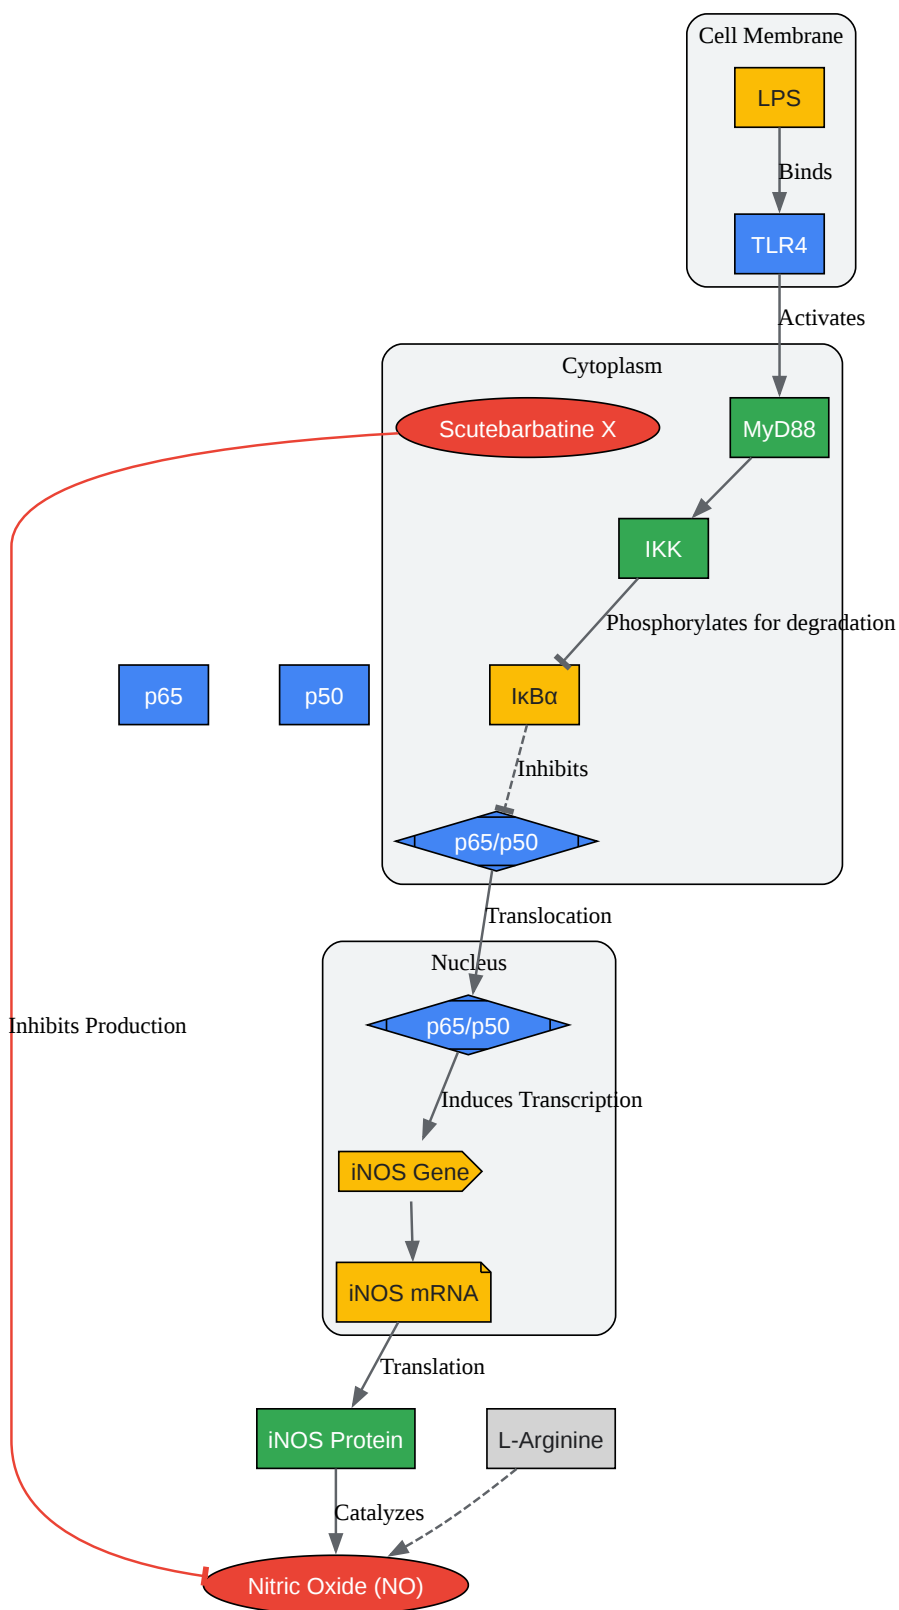 Cell Membrane
LPS
Binds
TLR4
Activates
Cytoplasm
Scutebarbatine X
MyD88
IKK
Phosphorylates for degradation
p65
p50
IκBα
Inhibits
p65/p50
Translocation
Nucleus
p65/p50
Inhibits Production
Induces Transcription
iNOS Gene
iNOS mRNA
Translation
iNOS Protein
L-Arginine
Catalyzes
Nitric Oxide (NO)